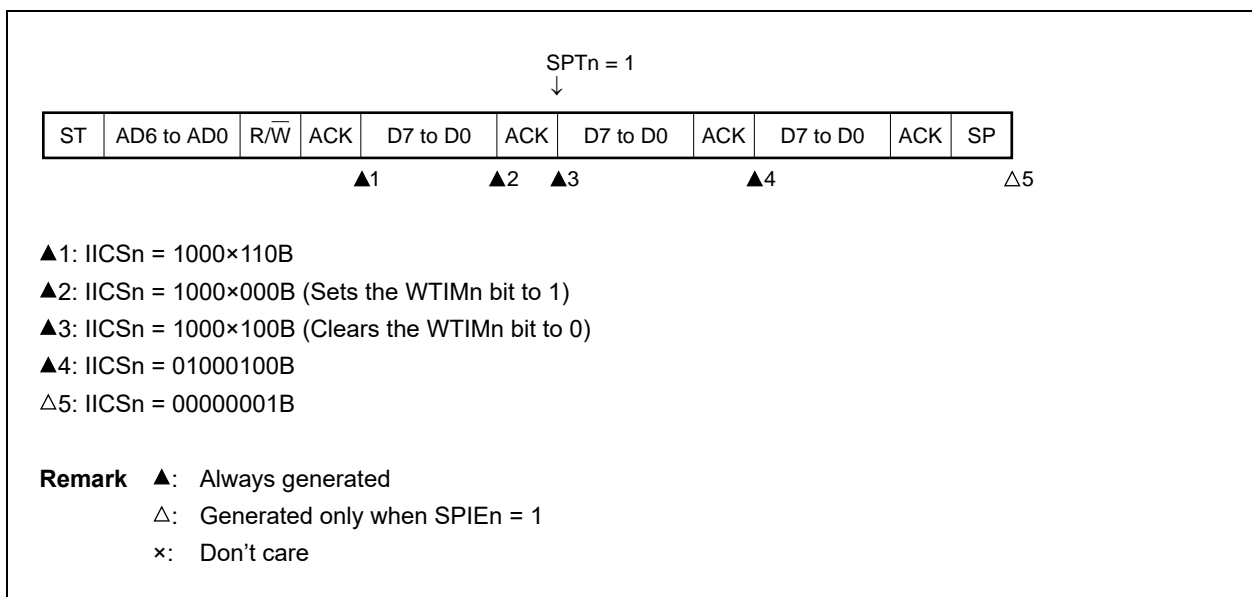 SPTn = 1
↓
ST AD6 to AD0 R/W̅ ACK D7 to D0 ACK D7 to D0 ACK D7 to D0 ACK SP
▲1 ▲2 ▲3 ▲4 △5
▲1: IICSn = 1000×110B
▲2: IICSn = 1000×000B (Sets the WTIMn bit to 1)
▲3: IICSn = 1000×100B (Clears the WTIMn bit to 0)
▲4: IICSn = 01000100B
△5: IICSn = 00000001B
Remark ▲: Always generated
△: Generated only when SPIEn = 1
×: Don’t care